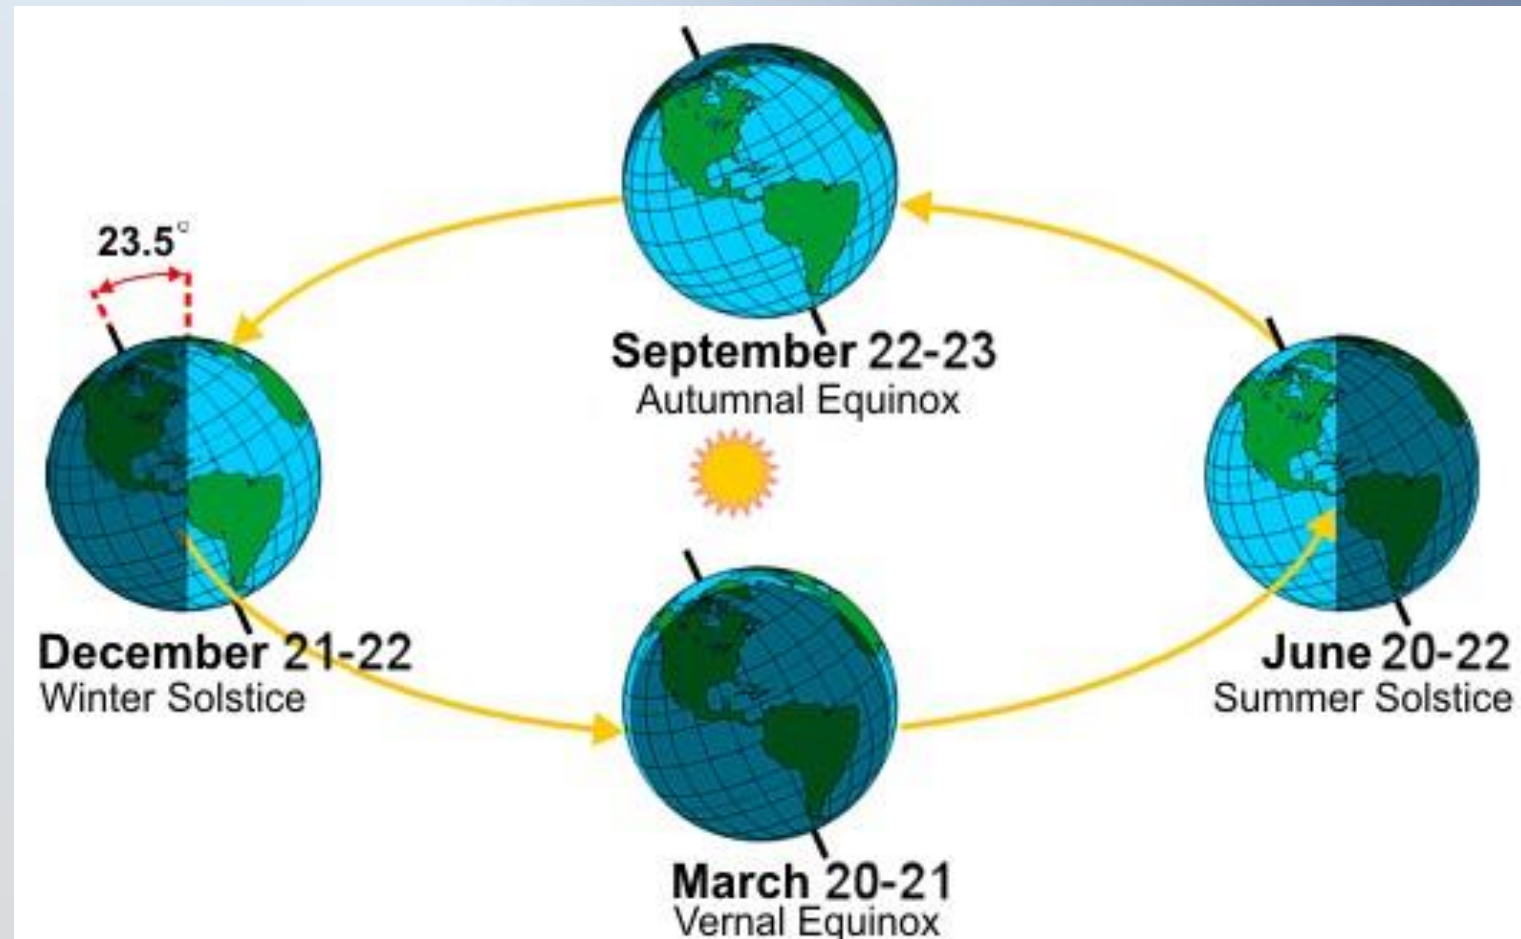 23.5°
September 22-23
Autumnal Equinox
December 21-22
Winter Solstice
June 20-22
Summer Solstice
March 20-21
Vernal Equinox